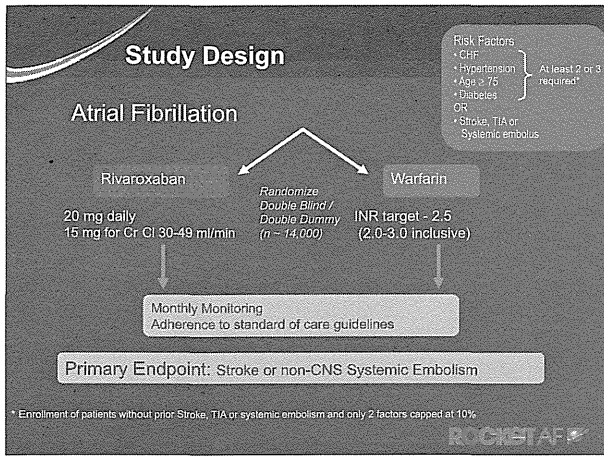 Study Design
Risk Factors
• CHF
• Hypertension
• Age ≥ 75
• Diabetes
At least 2 or 3
required*
OR
• Stroke, TIA or
Systemic embolus
Atrial Fibrillation
Rivaroxaban
Randomize
Double Blind /
Double Dummy
(n ~ 14,000)
Warfarin
20 mg daily
15 mg for Cr Cl 30-49 ml/min
INR target - 2.5
(2.0-3.0 inclusive)
Monthly Monitoring
Adherence to standard of care guidelines
Primary Endpoint: Stroke or non-CNS Systemic Embolism
* Enrollment of patients without prior Stroke, TIA or systemic embolism and only 2 factors capped at 10%
ROCKET AF